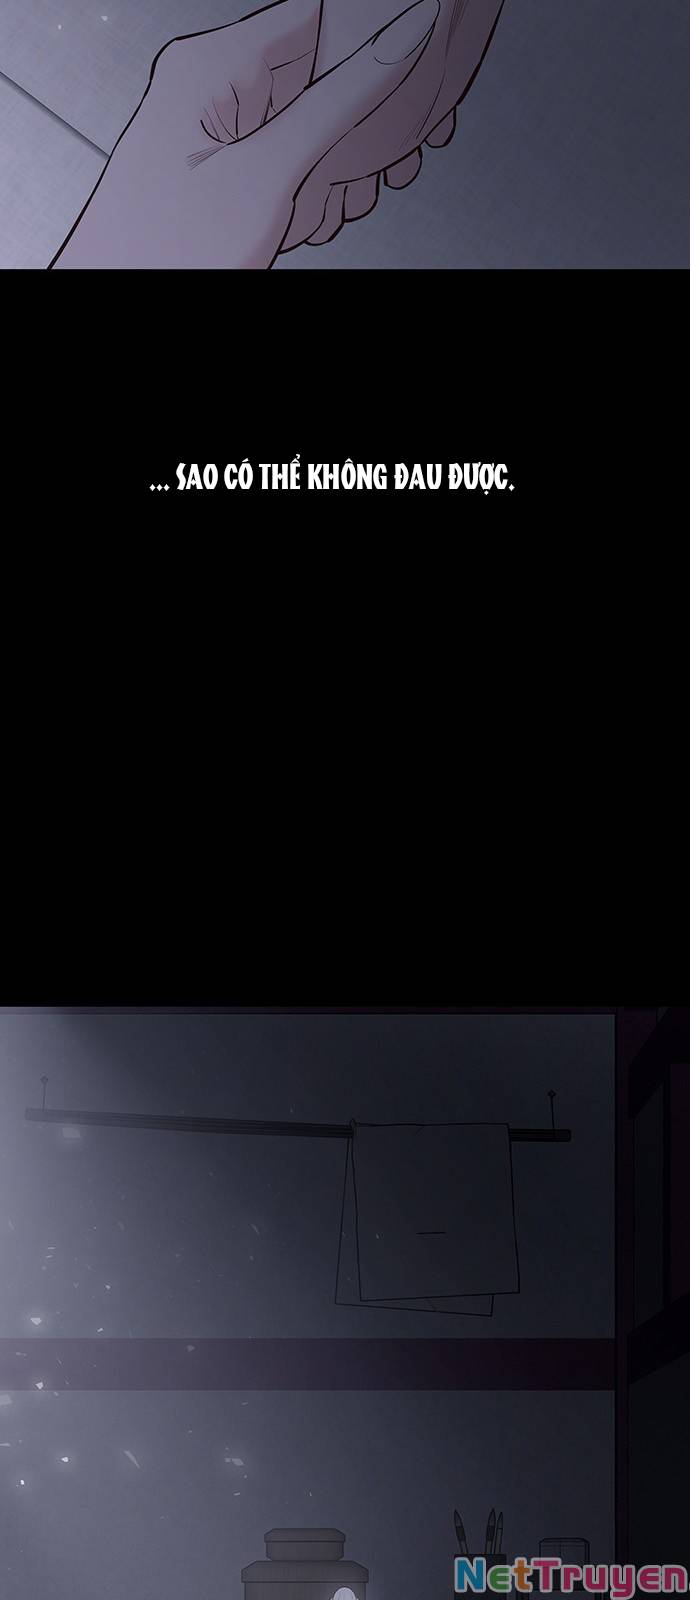 ... SAO CÓ THỂ KHÔNG ĐAU ĐƯỢC.
NetTruyen